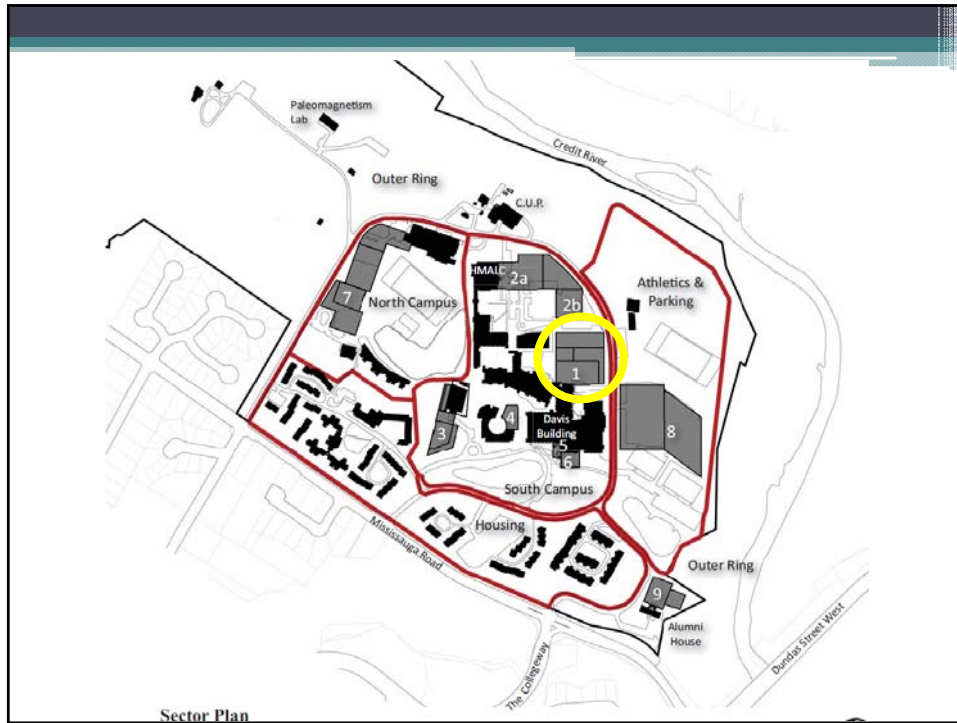 Paleomagnetism
Lab
Credit River
Outer Ring
C.U.P.
HMALC
2a
Athletics &
Parking
7
North Campus
2b
1
4
3
Davis
Building
8
5
6
South Campus
Housing
Mississauga Road
Outer Ring
9
Alumni
House
Dundas Street West
The Collegeway
Sector Plan